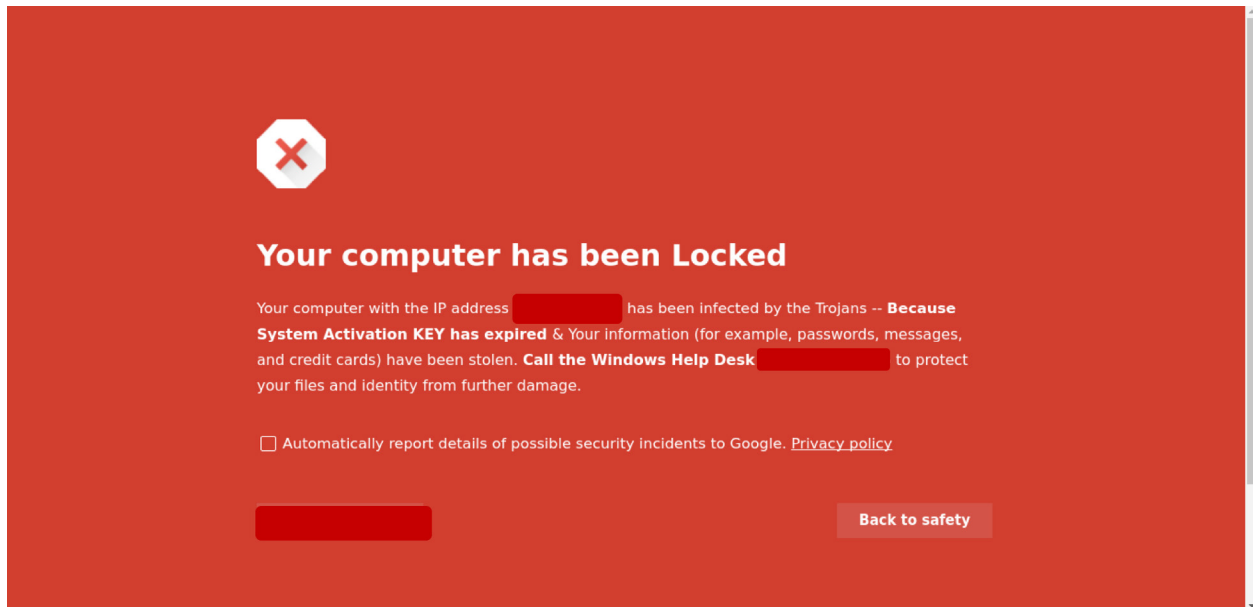 Your computer has been Locked
Your computer with the IP address has been infected by the Trojans -- Because
System Activation KEY has expired & Your information (for example, passwords, messages,
and credit cards) have been stolen. Call the Windows Help Desk to protect
your files and identity from further damage.
Automatically report details of possible security incidents to Google. Privacy policy
Back to safety